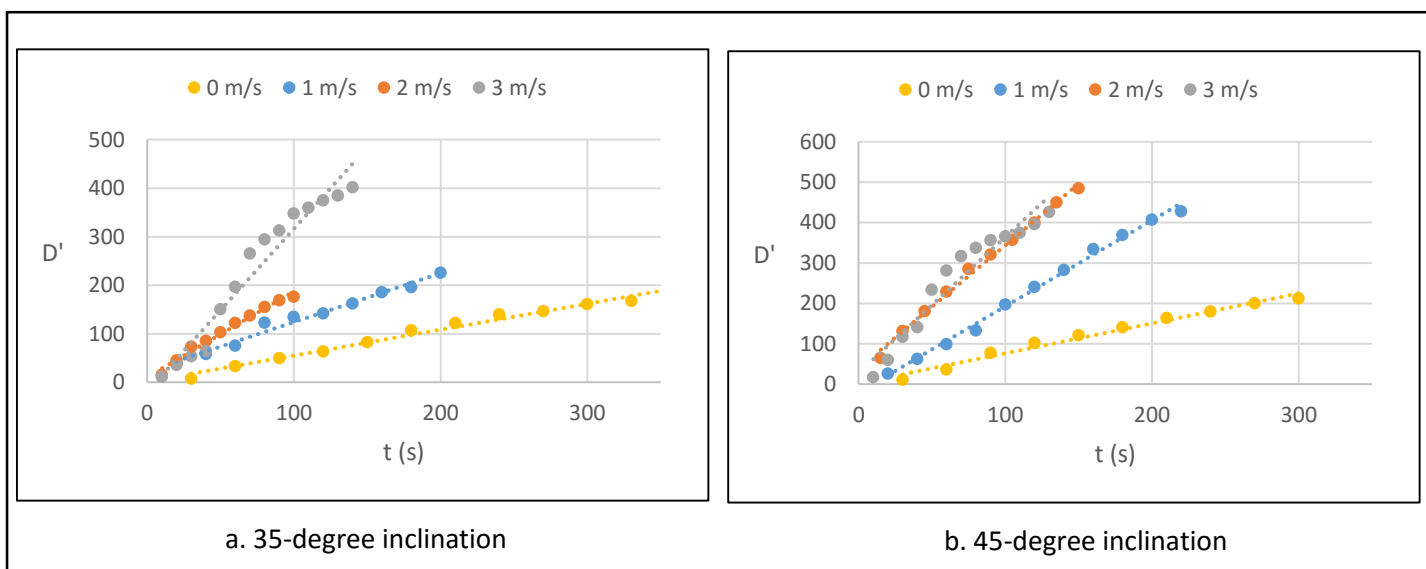 0 m/s 1 m/s 2 m/s 3 m/s
500
400
300
200
100
0
D'
0 100 200 300
t (s)
a. 35-degree inclination
0 m/s 1 m/s 2 m/s 3 m/s
600
500
400
300
200
100
0
D'
0 100 200 300
t (s)
b. 45-degree inclination